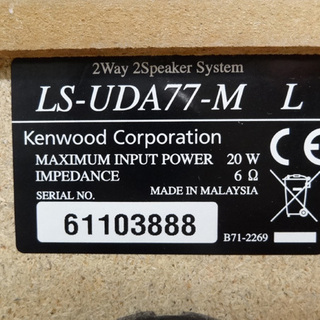 2Way 2Speaker System
LS-UDA77-M L
Kenwood Corporation
MAXIMUM INPUT POWER 20 W
IMPEDANCE 6 Ω
SERIAL NO. MADE IN MALAYSIA
61103888
B71-2269